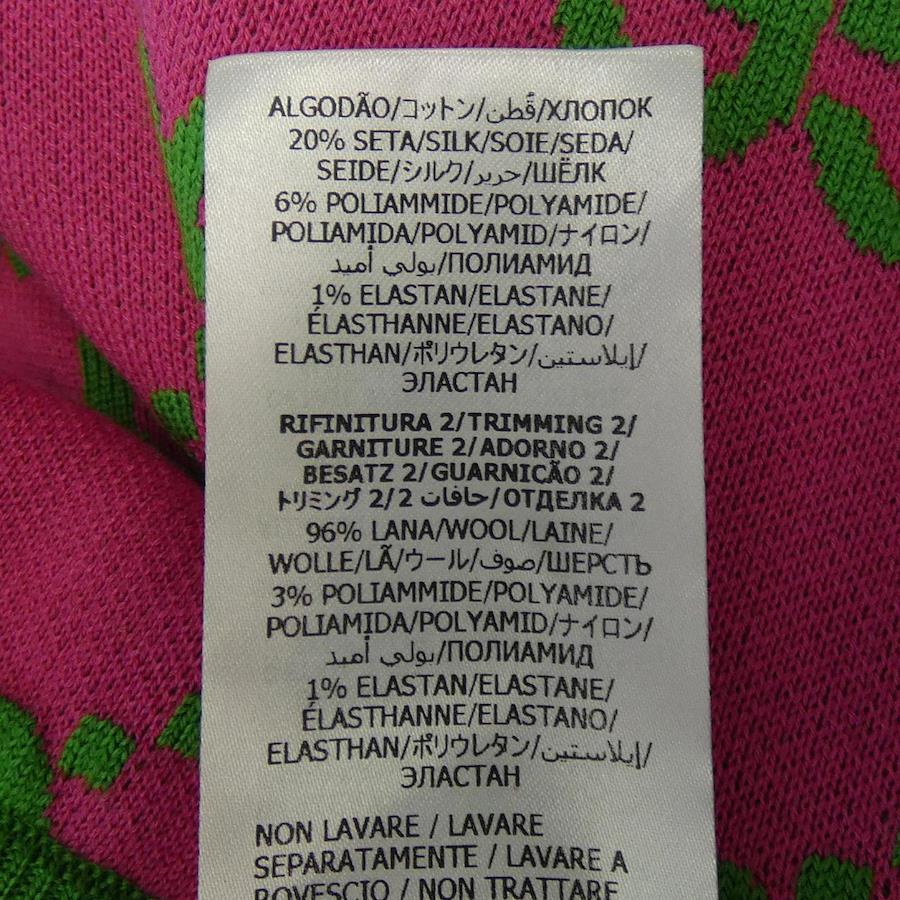 ALGODÃO/コットン/قُطن/ХЛОПОК
20% SETA/SILK/SOIE/SEDA/
SEIDE/シルク/حرير/ШЁЛК
6% POLIAMMIDE/POLYAMIDE/
POLIAMIDA/POLYAMID/ナイロン/
بولي أميد/ПОЛИАМИД
1% ELASTAN/ELASTANE/
ÉLASTHANNE/ELASTANO/
ELASTHAN/ポリウレタン/إيلاستين/
ЭЛАСТАН
RIFINITURA 2/TRIMMING 2/
GARNITURE 2/ADORNO 2/
BESATZ 2/GUARNICÃO 2/
トリミング 2/2 حافات/ОТДЕЛКА 2
96% LANA/WOOL/LAINE/
WOLLE/LÃ/ウール/صوف/ШЕРСТЬ
3% POLIAMMIDE/POLYAMIDE/
POLIAMIDA/POLYAMID/ナイロン/
بولي أميد/ПОЛИАМИД
1% ELASTAN/ELASTANE/
ÉLASTHANNE/ELASTANO/
ELASTHAN/ポリウレタン/إيلاستين/
ЭЛАСТАН
NON LAVARE / LAVARE
SEPARATAMENTE / LAVARE A
ROVESCIO / NON TRATTARE